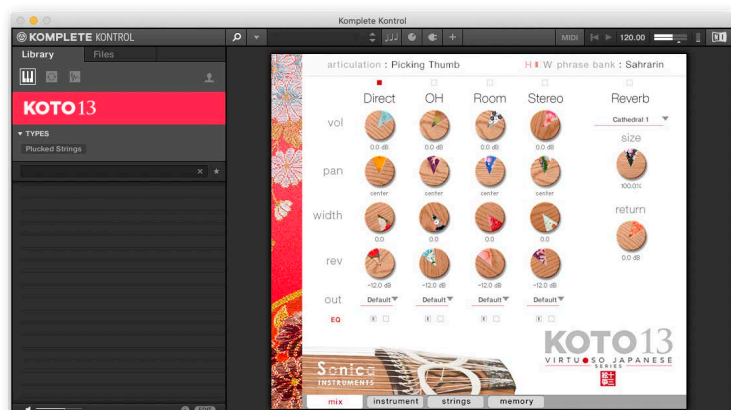 Komplete Kontrol
KOMPLETE KONTROL
MIDI
120.00
Library
Files
KOTO13
TYPES
Plucked Strings
articulation : Picking Thumb
H W phrase bank : Sahrarin
Direct OH Room Stereo Reverb
vol
0.0 dB 0.0 dB 0.0 dB 0.0 dB
Cathedral 1
size
100.0%
pan
center center center center
width
0.0 0.0 0.0 0.0
return
0.0 dB
rev
-12.0 dB -12.0 dB -12.0 dB -12.0 dB
out
Default Default Default Default
EQ
KOTO13
VIRTUOSO JAPANESE
SERIES
Sonica
INSTRUMENTS
mix instrument strings memory